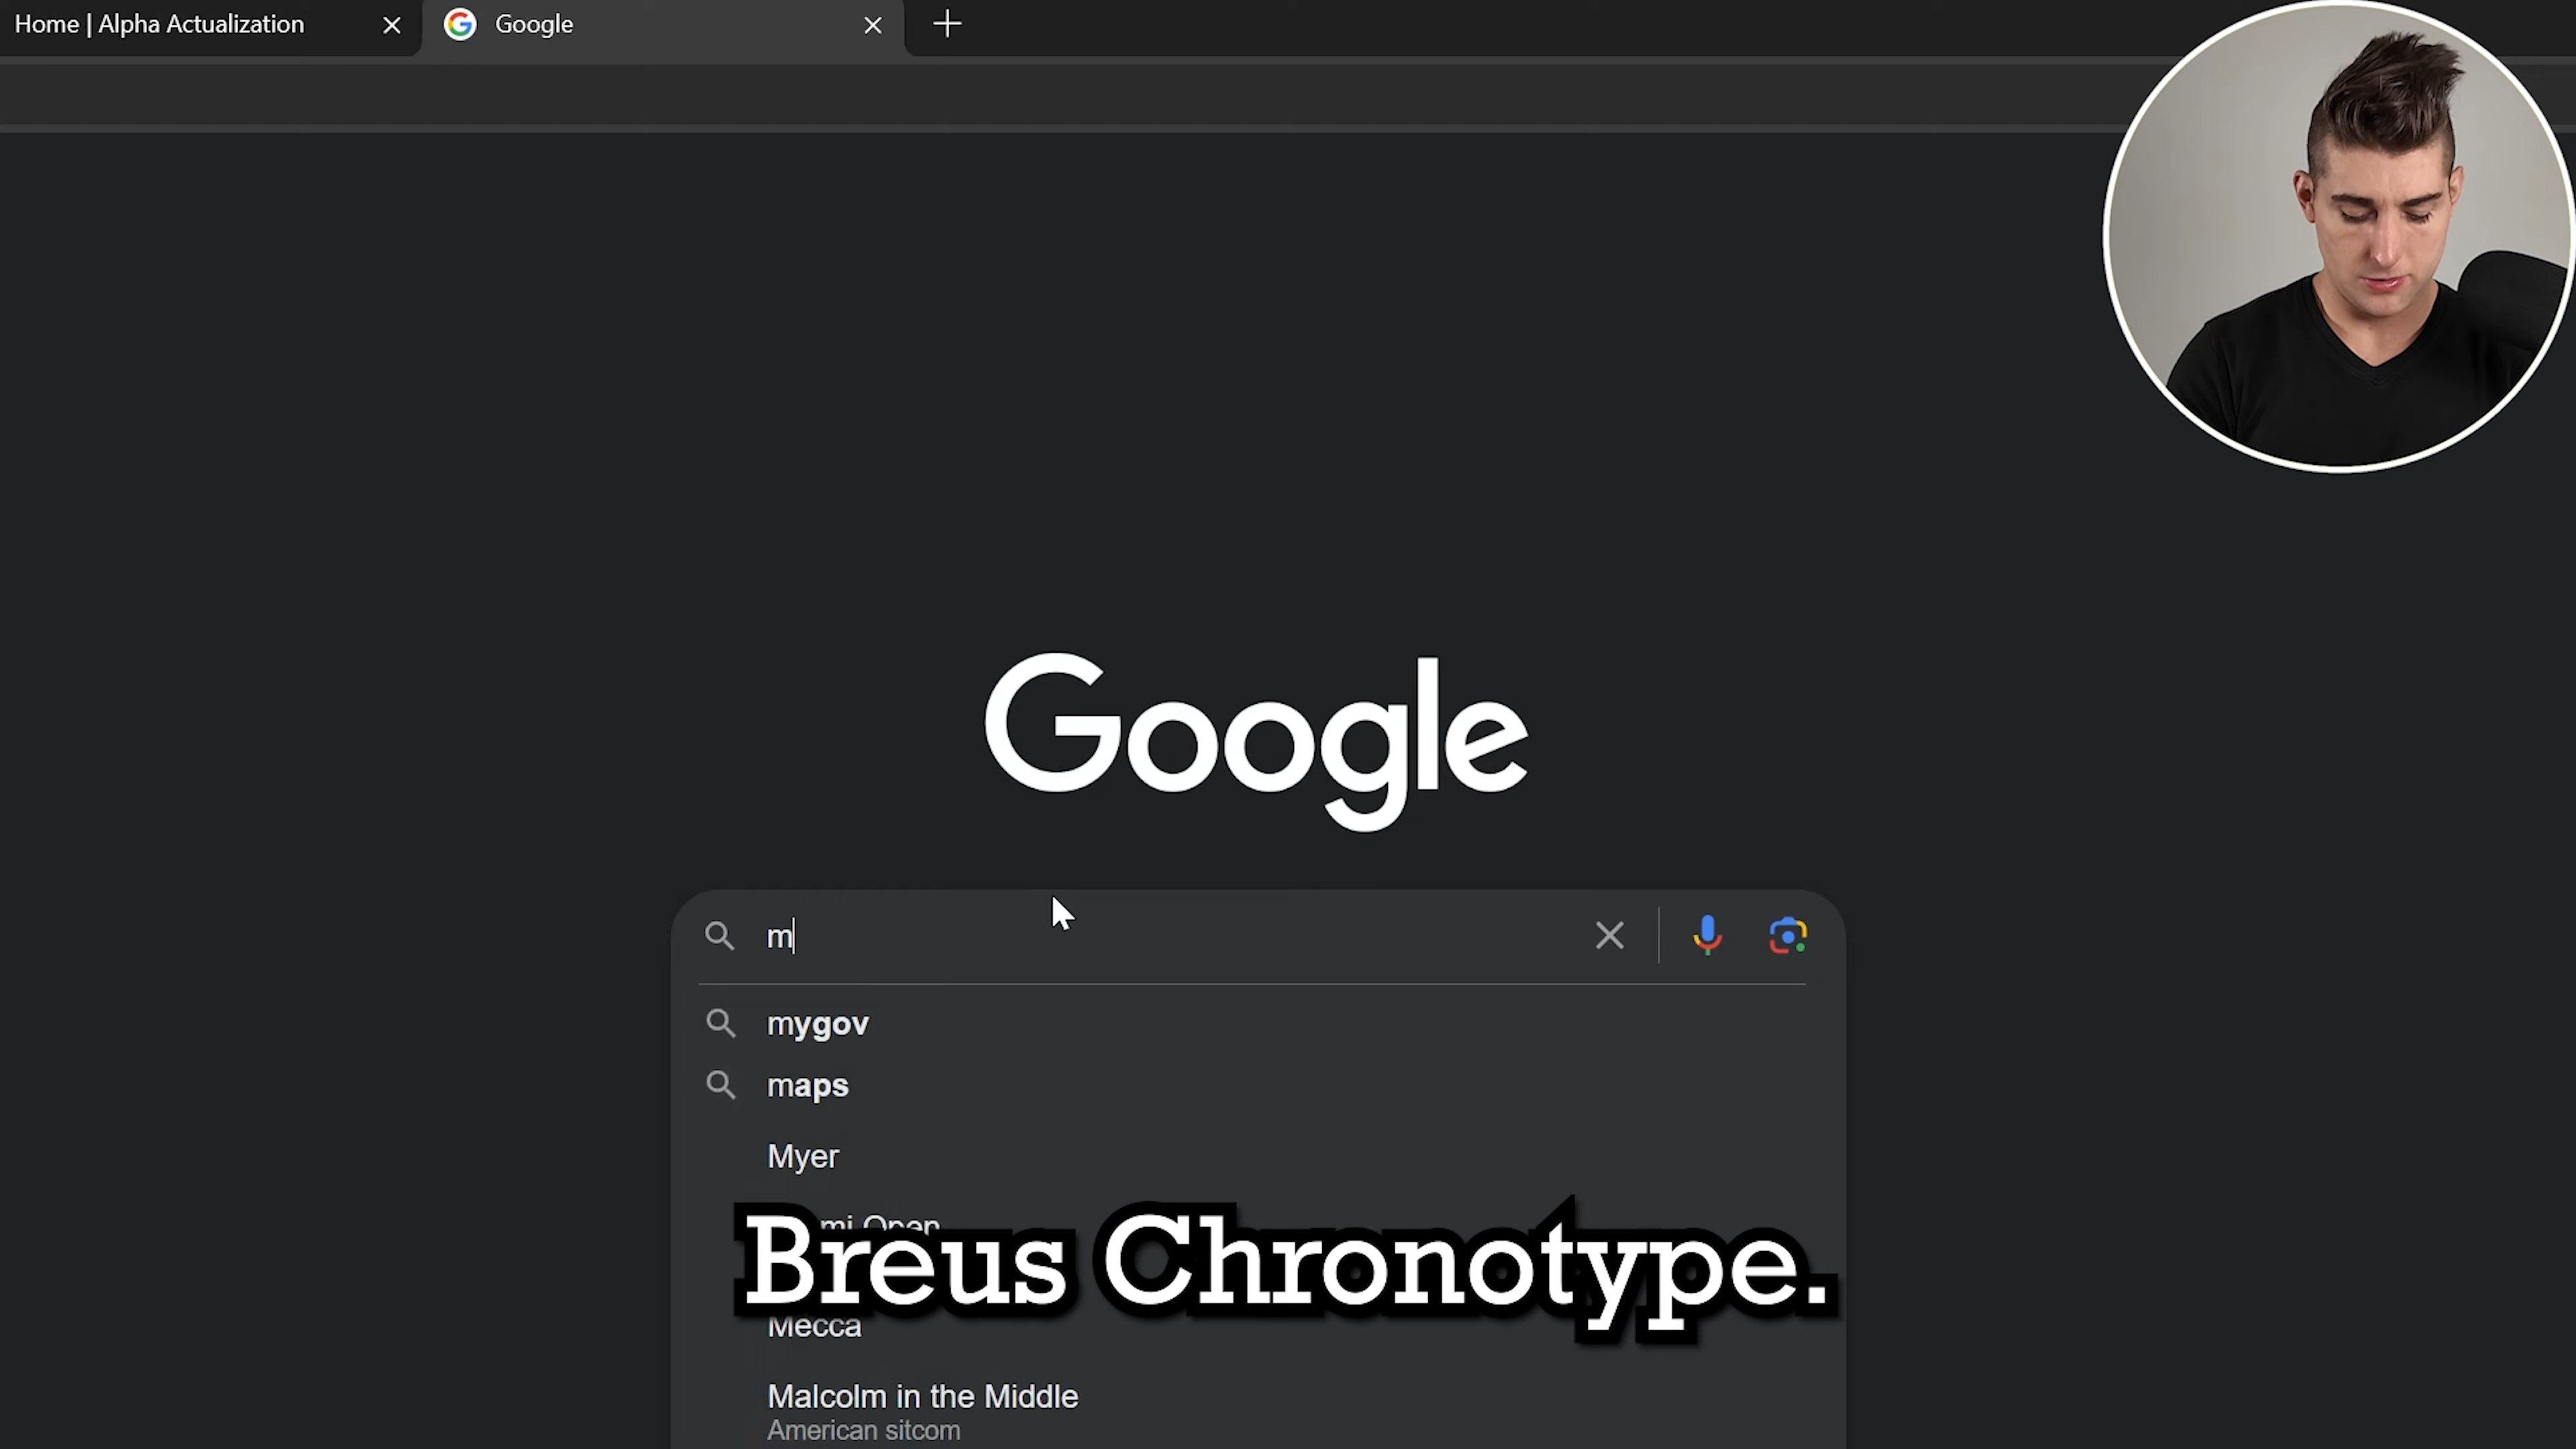 Home | Alpha Actualization
Google
Google
m
mygov
maps
Myer
mi Open
Breus Chronotype.
Mecca
Malcolm in the Middle
American sitcom